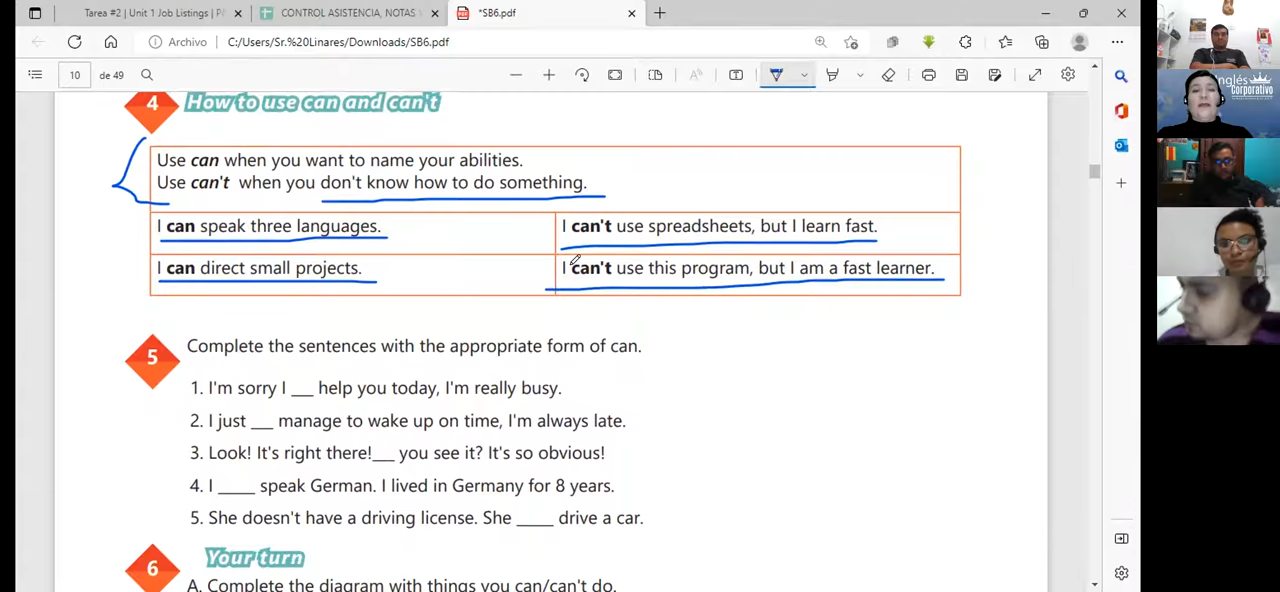 Tarea #2 | Unit 1 Job Listings | P
CONTROL ASISTENCIA, NOTAS
*SB6.pdf
Archivo
C:/Users/Sr.%20Linares/Downloads/SB6.pdf
10 de 49
4 How to use can and can't
Use can when you want to name your abilities.
Use can't when you don't know how to do something.
I can speak three languages.
I can't use spreadsheets, but I learn fast.
I can direct small projects.
I can't use this program, but I am a fast learner.
5 Complete the sentences with the appropriate form of can.
1. I'm sorry I ___ help you today, I'm really busy.
2. I just ___ manage to wake up on time, I'm always late.
3. Look! It's right there!___ you see it? It's so obvious!
4. I _____ speak German. I lived in Germany for 8 years.
5. She doesn't have a driving license. She _____ drive a car.
6 Your turn
A. Complete the diagram with things you can/can't do.
Inglés
Corporativo